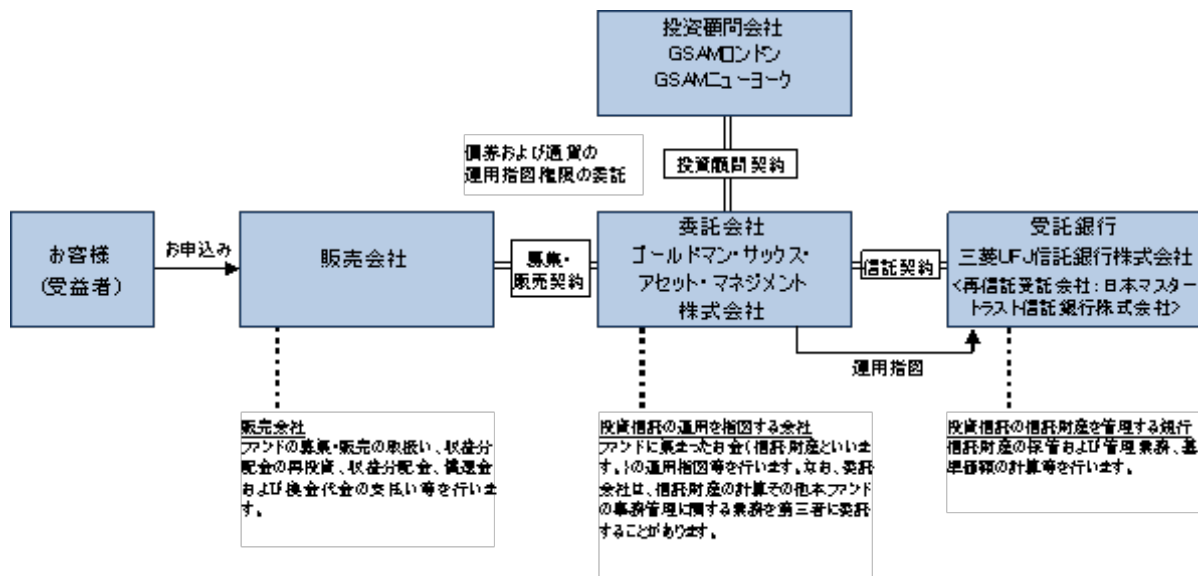 投資顧問会社
GSAMロンドン
GSAMニューヨーク
債券および通貨の
運用指図権限の委託
投資顧問契約
お客様
(受益者)
お申込み
販売会社
募集・
販売契約
委託会社
ゴールドマン・サックス・
アセット・マネジメント
株式会社
信託契約
受託銀行
三菱UFJ信託銀行株式会社
<再信託受託会社：日本マスター
トラスト信託銀行株式会社>
運用指図
販売会社
ファンドの募集・販売の取扱い、収益分
配金の再投資、収益分配金、償還金
および換金代金の支払い等を行いま
す。
投資信託の運用を指図する会社
ファンドに集まったお金(信託財産といいま
す。)の運用指図等を行います。なお、委託
会社は、信託財産の計算その他本ファンド
の事務管理に関する業務を第三者に委託
することがあります。
投資信託の信託財産を管理する銀行
信託財産の保管および管理業務、基
準価額の計算等を行います。